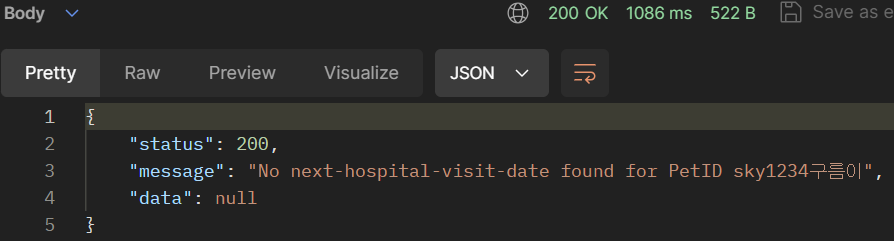 Body 200 OK 1086 ms 522 B Save as e
Pretty Raw Preview Visualize JSON
1 {
2 "status": 200,
3 "message": "No next-hospital-visit-date found for PetID sky1234구름이",
4 "data": null
5 }